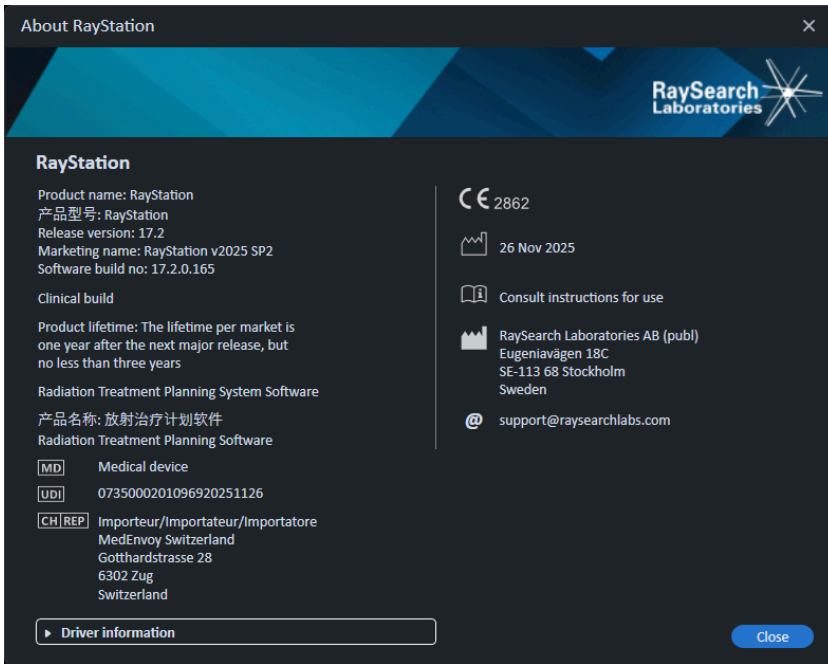 About RayStation
RaySearch
Laboratories
RayStation
Product name: RayStation
产品型号: RayStation
Release version: 17.2
Marketing name: RayStation v2025 SP2
Software build no: 17.2.0.165
Clinical build
Product lifetime: The lifetime per market is
one year after the next major release, but
no less than three years
Radiation Treatment Planning System Software
产品名称: 放射治疗计划软件
Radiation Treatment Planning Software
MD Medical device
UDI 0735000201096920251126
CH REP Importeur/Importateur/Importatore
MedEnvoy Switzerland
Gotthardstrasse 28
6302 Zug
Switzerland
Driver information
CE 2862
26 Nov 2025
Consult instructions for use
RaySearch Laboratories AB (publ)
Eugeniavägen 18C
SE-113 68 Stockholm
Sweden
@ support@raysearchlabs.com
Close